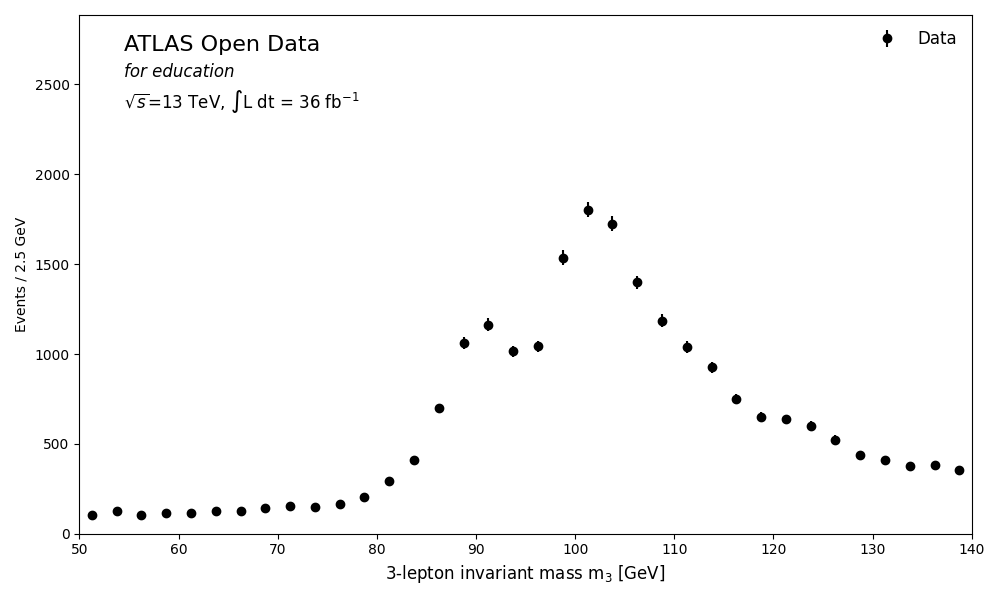 ATLAS Open Data
for education
√s=13 TeV, ∫L dt = 36 fb⁻¹
Data
Events / 2.5 GeV
2500
2000
1500
1000
500
0
50 60 70 80 90 100 110 120 130 140
3-lepton invariant mass m₃ [GeV]